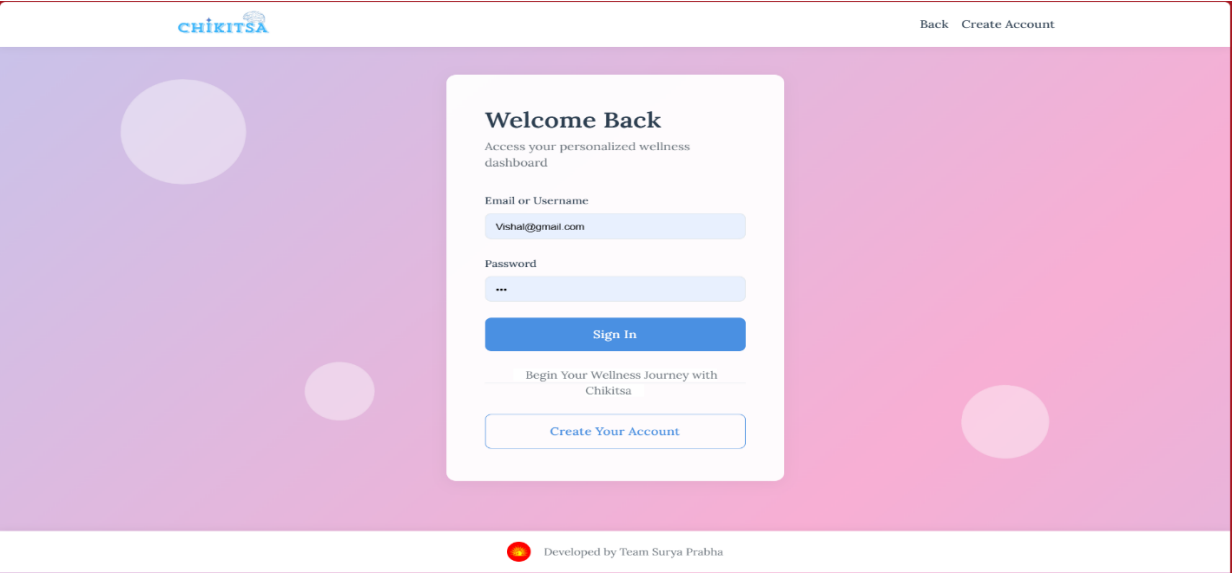 CHIKITSA
Back Create Account
Welcome Back
Access your personalized wellness
dashboard
Email or Username
Vishal@gmail.com
Password
•••
Sign In
Begin Your Wellness Journey with
Chikitsa
Create Your Account
Developed by Team Surya Prabha